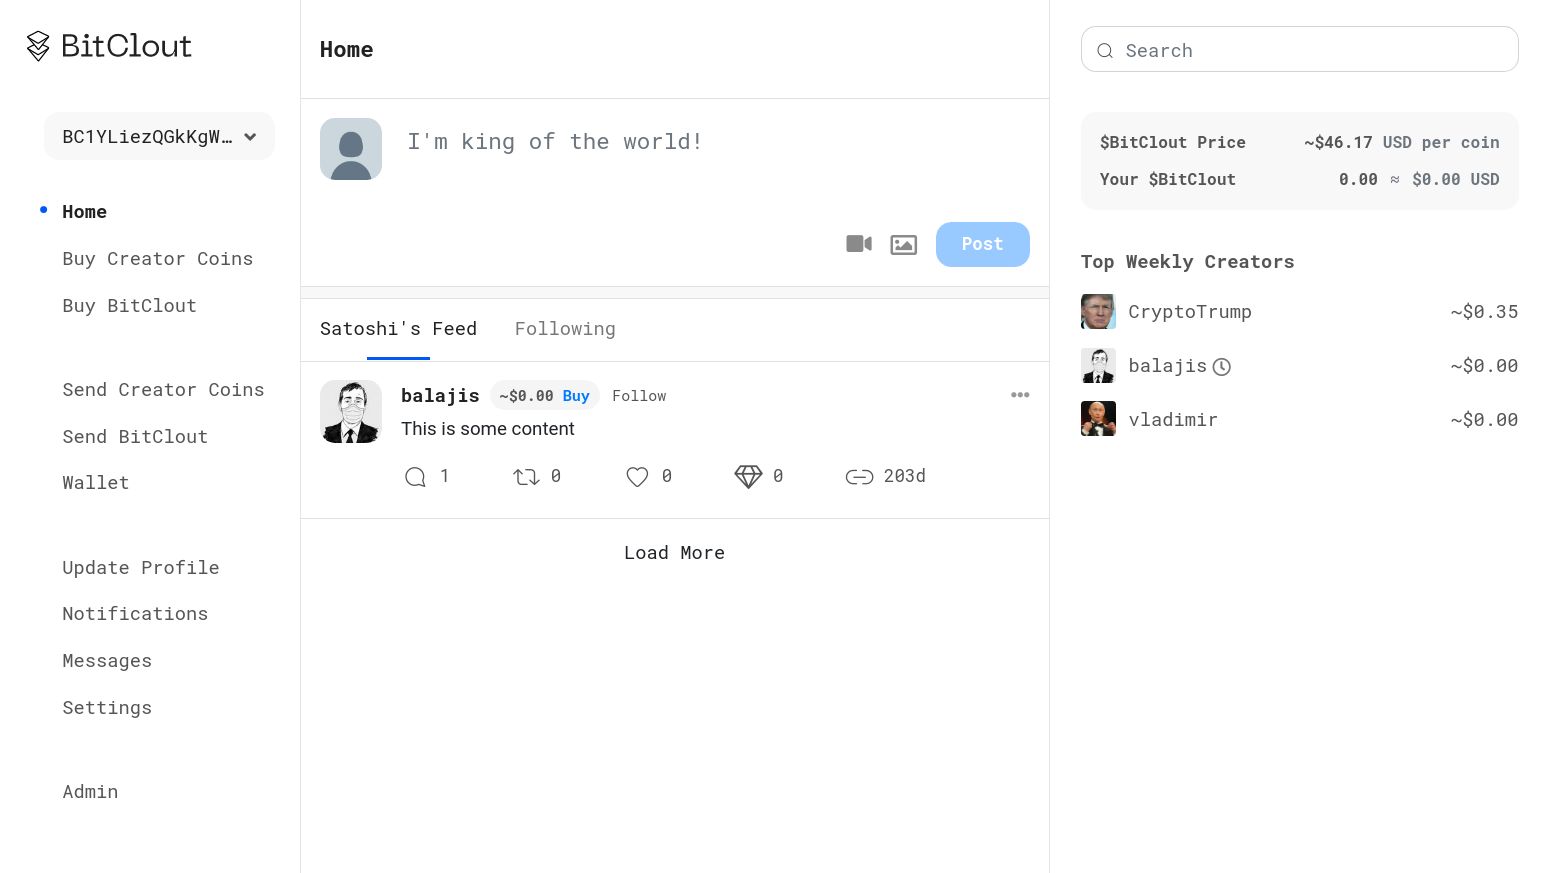 BitClout
BC1YLiezQGkKgW…
Home
Buy Creator Coins
Buy BitClout
Send Creator Coins
Send BitClout
Wallet
Update Profile
Notifications
Messages
Settings
Admin
Home
I'm king of the world!
Post
Satoshi's Feed Following
balajis ~$0.00 Buy Follow
This is some content
1 0 0 0 203d
Load More
Search
$BitClout Price ~$46.17 USD per coin
Your $BitClout 0.00 ≈ $0.00 USD
Top Weekly Creators
CryptoTrump ~$0.35
balajis ~$0.00
vladimir ~$0.00